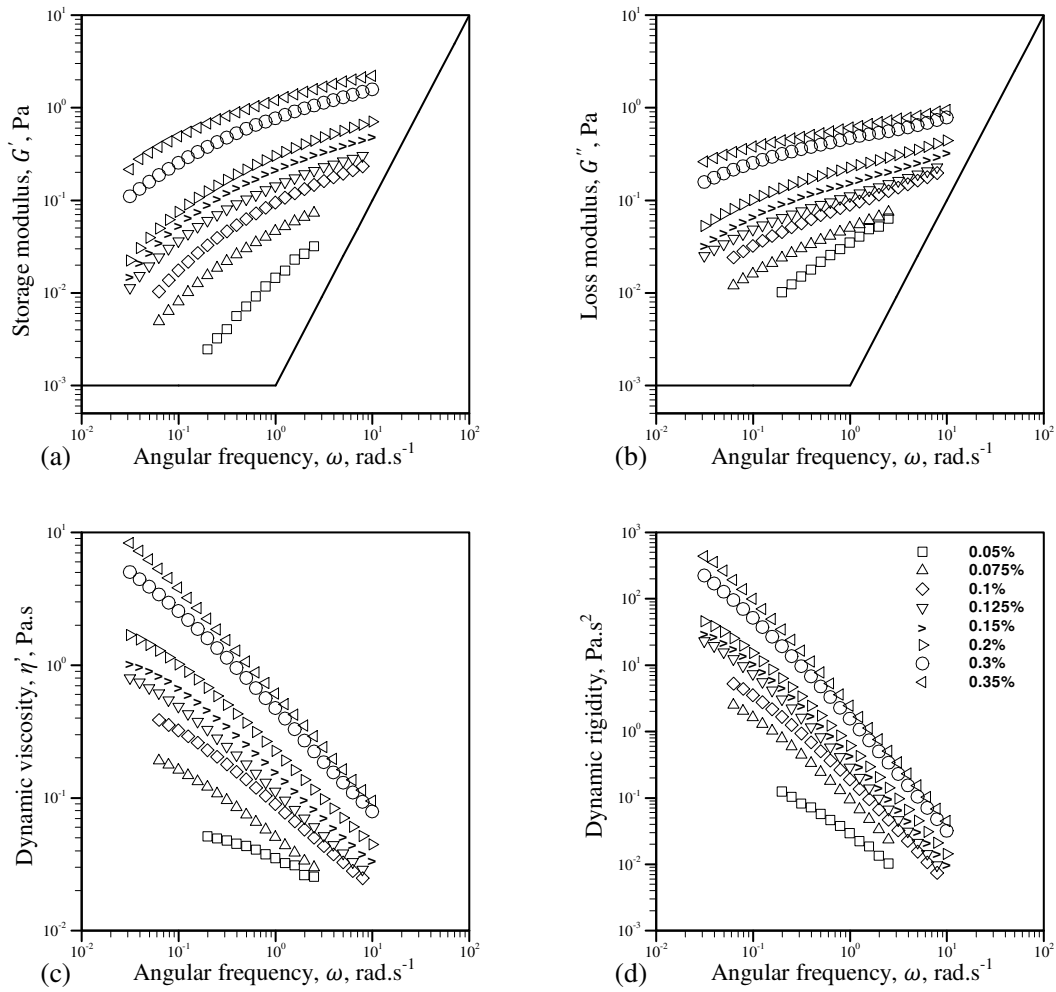 10¹
10⁰
10⁻¹
10⁻²
10⁻³
Storage modulus, G′, Pa
10⁻² 10⁻¹ 10⁰ 10¹ 10²
(a) Angular frequency, ω, rad.s⁻¹
10¹
10⁰
10⁻¹
10⁻²
10⁻³
Loss modulus, G″, Pa
10⁻² 10⁻¹ 10⁰ 10¹ 10²
(b) Angular frequency, ω, rad.s⁻¹
10¹
10⁰
10⁻¹
10⁻²
Dynamic viscosity, η', Pa.s
10⁻² 10⁻¹ 10⁰ 10¹ 10²
(c) Angular frequency, ω, rad.s⁻¹
10³
10²
10¹
10⁰
10⁻¹
10⁻²
10⁻³
Dynamic rigidity, Pa.s²
0.05%
0.075%
0.1%
0.125%
0.15%
0.2%
0.3%
0.35%
10⁻² 10⁻¹ 10⁰ 10¹ 10²
(d) Angular frequency, ω, rad.s⁻¹